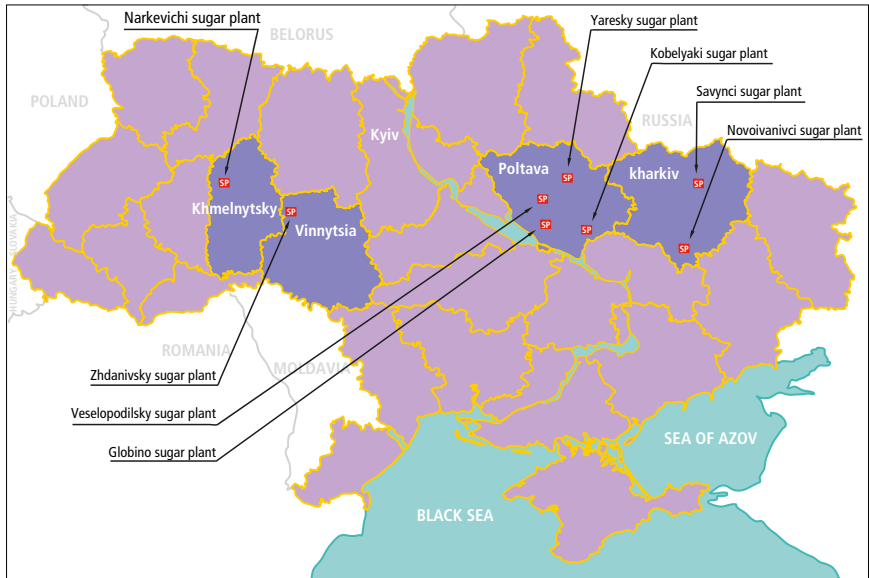 Narkevichi sugar plant
Yaresky sugar plant
BELORUS
Kobelyaki sugar plant
POLAND
Savynci sugar plant
RUSSIA
Novoivanivci sugar plant
Kyiv
Poltava
kharkiv
SP
SP
SP
SP
Khmelnytsky
SP
SP
SP
Vinnytsia
SP
HUNGARY
SLOVAKIA
ROMANIA
MOLDAVIA
Zhdanivsky sugar plant
Veselopodilsky sugar plant
Globino sugar plant
SEA OF AZOV
BLACK SEA